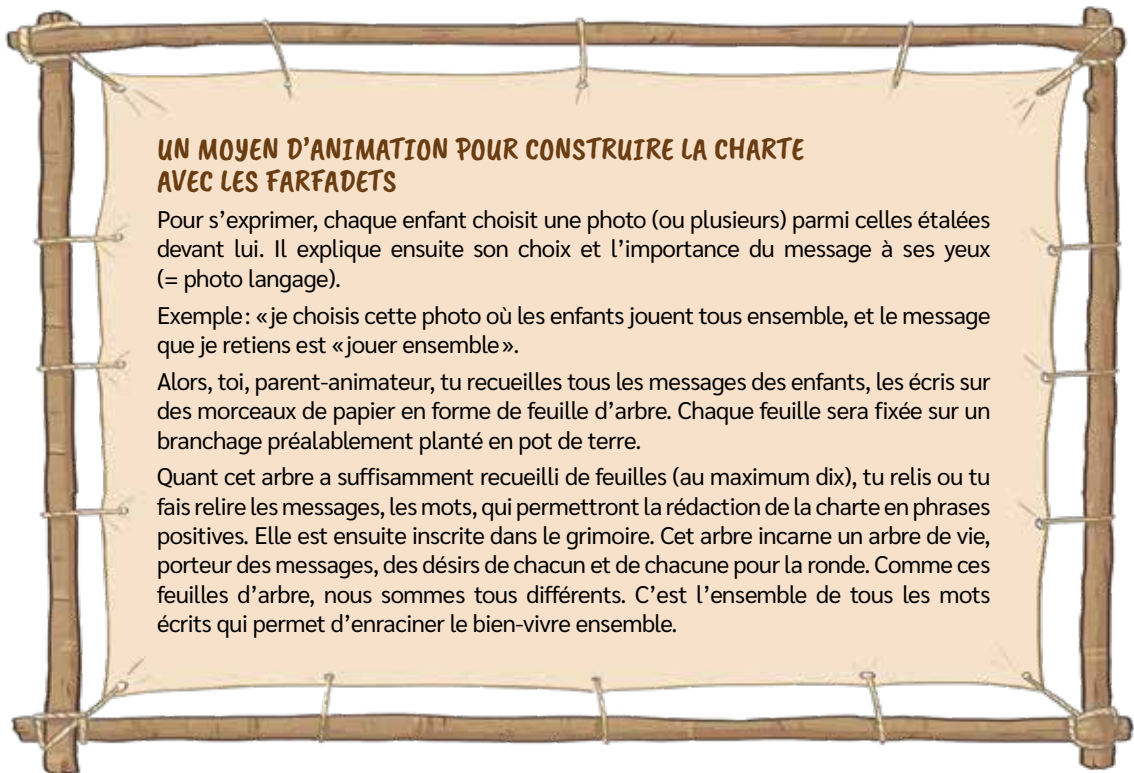 UN MOYEN D’ANIMATION POUR CONSTRUIRE LA CHARTE
AVEC LES FARFADETS
Pour s’exprimer, chaque enfant choisit une photo (ou plusieurs) parmi celles étalées
devant lui. Il explique ensuite son choix et l’importance du message à ses yeux
(= photo langage).
Exemple : «je choisis cette photo où les enfants jouent tous ensemble, et le message
que je retiens est «jouer ensemble».
Alors, toi, parent-animateur, tu recueilles tous les messages des enfants, les écris sur
des morceaux de papier en forme de feuille d’arbre. Chaque feuille sera fixée sur un
branchage préalablement planté en pot de terre.
Quant cet arbre a suffisamment recueilli de feuilles (au maximum dix), tu relis ou tu
fais relire les messages, les mots, qui permettront la rédaction de la charte en phrases
positives. Elle est ensuite inscrite dans le grimoire. Cet arbre incarne un arbre de vie,
porteur des messages, des désirs de chacun et de chacune pour la ronde. Comme ces
feuilles d’arbre, nous sommes tous différents. C’est l’ensemble de tous les mots
écrits qui permet d’enraciner le bien-vivre ensemble.